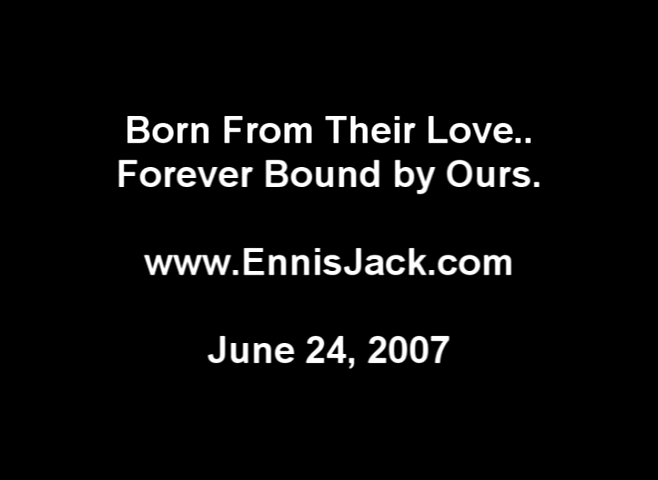 Born From Their Love..
Forever Bound by Ours.
www.EnnisJack.com
June 24, 2007